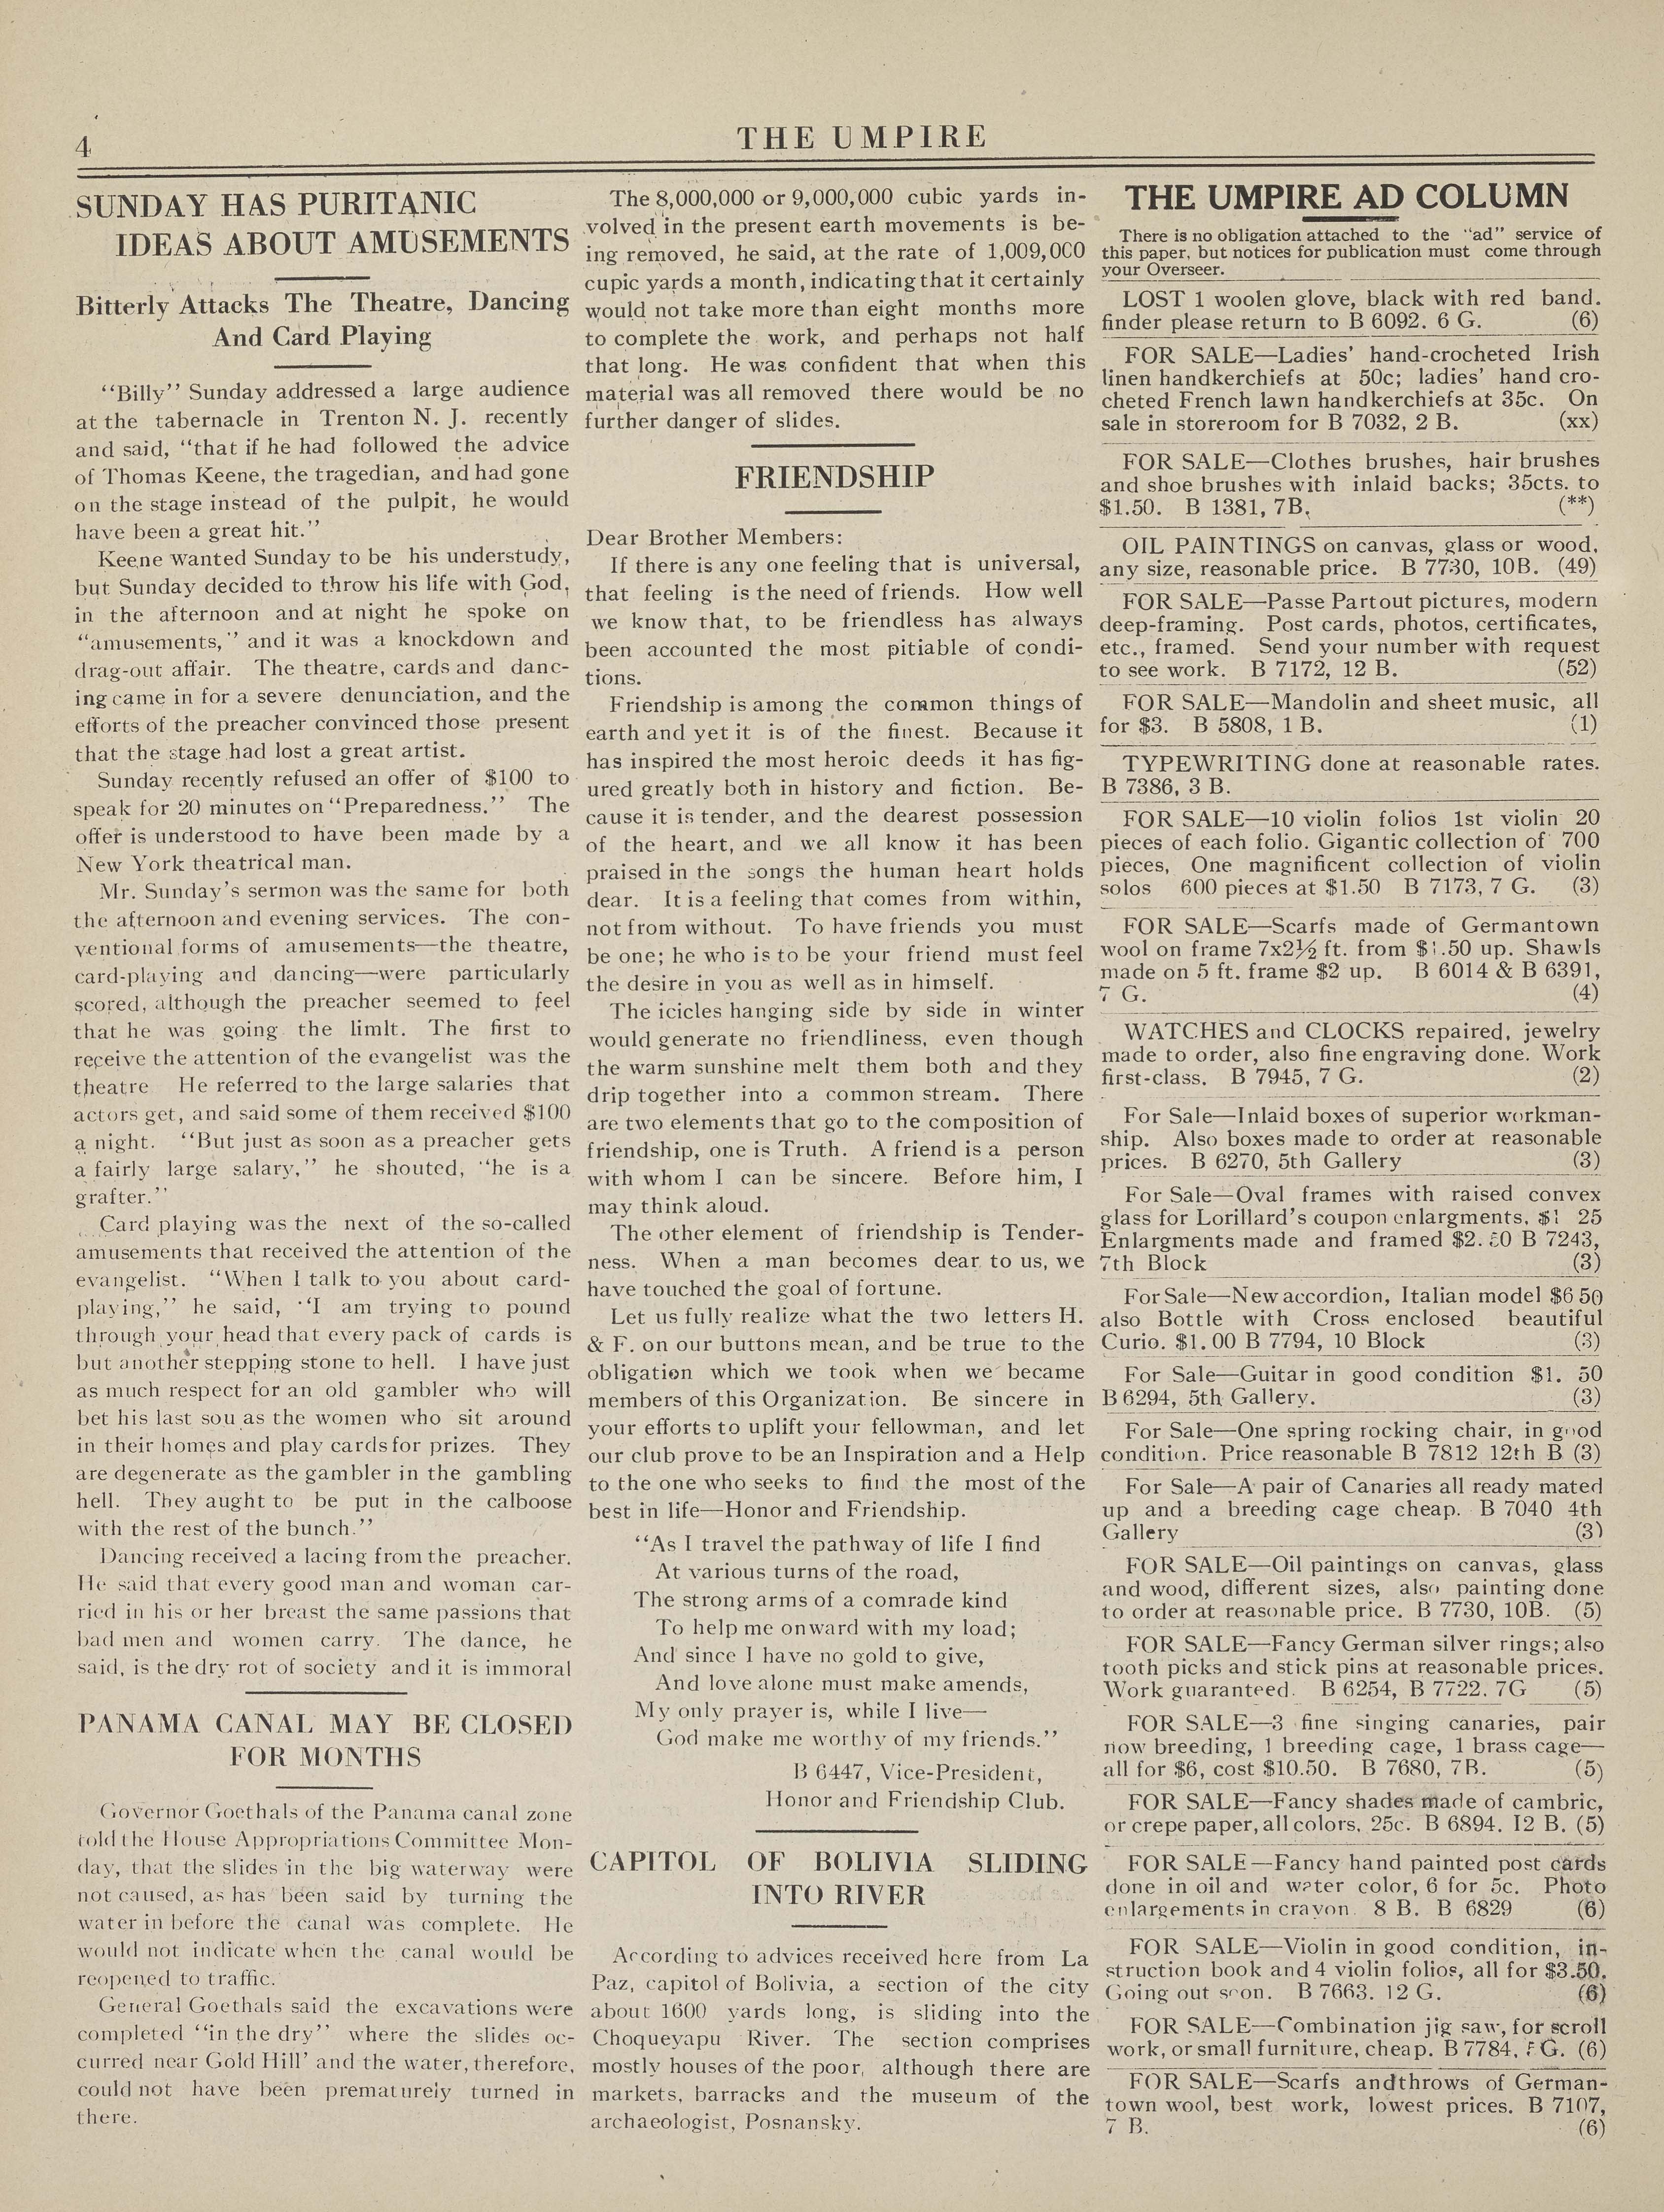 4
THE UMPIRE
SUNDAY HAS PURITANIC
IDEAS ABOUT AMUSEMENTS
Bitterly Attacks The Theatre, Dancing
And Card Playing
"Billy" Sunday addressed a large audience
at the tabernacle in Trenton N. J. recently
and said, "that if he had followed the advice
of Thomas Keene, the tragedian, and had gone
on the stage instead of the pulpit, he would
have been a great hit."
Keene wanted Sunday to be his understudy,
but Sunday decided to throw his life with God,
in the afternoon and at night he spoke on
"amusements," and it was a knockdown and
drag-out affair. The theatre, cards and danc-
ing came in for a severe denunciation, and the
efforts of the preacher convinced those present
that the stage had lost a great artist.
Sunday recently refused an offer of $100 to
speak for 20 minutes on "Preparedness." The
offer is understood to have been made by a
New York theatrical man.
Mr. Sunday's sermon was the same for both
the afternoon and evening services. The con-
ventional forms of amusements—the theatre,
card-playing and dancing—were particularly
scored, although the preacher seemed to feel
that he was going the limlt. The first to
receive the attention of the evangelist was the
theatre He referred to the large salaries that
actors get, and said some of them received $100
a night. "But just as soon as a preacher gets
a fairly large salary," he shouted, "he is a
grafter."
Card playing was the next of the so-called
amusements that received the attention of the
evangelist. "When I talk to you about card-
playing," he said, "I am trying to pound
through your head that every pack of cards is
but another stepping stone to hell. I have just
as much respect for an old gambler who will
bet his last sou as the women who sit around
in their homes and play cards for prizes. They
are degenerate as the gambler in the gambling
hell. They aught to be put in the calboose
with the rest of the bunch."
Dancing received a lacing from the preacher.
He said that every good man and woman car-
ried in his or her breast the same passions that
bad men and women carry. The dance, he
said, is the dry rot of society and it is immoral
PANAMA CANAL MAY BE CLOSED
FOR MONTHS
Governor Goethals of the Panama canal zone
told the House Appropriations Committee Mon-
day, that the slides in the big waterway were
not caused, as has been said by turning the
water in before the canal was complete. He
would not indicate when the canal would be
reopened to traffic.
General Goethals said the excavations were
completed "in the dry" where the slides oc-
curred near Gold Hill' and the water, therefore,
could not have been prematurely turned in
there.
The 8,000,000 or 9,000,000 cubic yards in-
volved in the present earth movements is be-
ing removed, he said, at the rate of 1,009,000
cupic yards a month, indicating that it certainly
would not take more than eight months more
to complete the work, and perhaps not half
that long. He was confident that when this
material was all removed there would be no
further danger of slides.
FRIENDSHIP
Dear Brother Members:
If there is any one feeling that is universal,
that feeling is the need of friends. How well
we know that, to be friendless has always
been accounted the most pitiable of condi-
tions.
Friendship is among the common things of
earth and yet it is of the finest. Because it
has inspired the most heroic deeds it has fig-
ured greatly both in history and fiction. Be-
cause it is tender, and the dearest possession
of the heart, and we all know it has been
praised in the songs the human heart holds
dear. It is a feeling that comes from within,
not from without. To have friends you must
be one; he who is to be your friend must feel
the desire in you as well as in himself.
The icicles hanging side by side in winter
would generate no friendliness, even though
the warm sunshine melt them both and they
drip together into a common stream. There
are two elements that go to the composition of
friendship, one is Truth. A friend is a person
with whom I can be sincere. Before him, I
may think aloud.
The other element of friendship is Tender-
ness. When a man becomes dear to us, we
have touched the goal of fortune.
Let us fully realize what the two letters H.
& F. on our buttons mean, and be true to the
obligation which we took when we became
members of this Organization. Be sincere in
your efforts to uplift your fellowman, and let
our club prove to be an Inspiration and a Help
to the one who seeks to find the most of the
best in life—Honor and Friendship.
"As I travel the pathway of life I find
At various turns of the road,
The strong arms of a comrade kind
To help me onward with my load;
And since I have no gold to give,
And love alone must make amends,
My only prayer is, while I live—
God make me worthy of my friends."
B 6447, Vice-President,
Honor and Friendship Club.
CAPITOL OF BOLIVIA SLIDING
INTO RIVER
According to advices received here from La
Paz, capitol of Bolivia, a section of the city
about 1600 yards long, is sliding into the
Choqueyapu River. The section comprises
mostly houses of the poor, although there are
markets, barracks and the museum of the
archaeologist, Posnansky.
THE UMPIRE AD COLUMN
There is no obligation attached to the "ad" service of
this paper, but notices for publication must come through
your Overseer.
LOST 1 woolen glove, black with red band.
finder please return to B 6092. 6 G. (6)
FOR SALE—Ladies' hand-crocheted Irish
linen handkerchiefs at 50c; ladies' hand cro-
cheted French lawn handkerchiefs at 35c. On
sale in storeroom for B 7032, 2 B. (xx)
FOR SALE—Clothes brushes, hair brushes
and shoe brushes with inlaid backs; 35cts. to
$1.50. B 1381, 7B. (**)
OIL PAINTINGS on canvas, glass or wood,
any size, reasonable price. B 7730, 10B. (49)
FOR SALE—Passe Partout pictures, modern
deep-framing. Post cards, photos, certificates,
etc., framed. Send your number with request
to see work. B 7172, 12 B. (52)
FOR SALE—Mandolin and sheet music, all
for $3. B 5808, 1 B. (1)
TYPEWRITING done at reasonable rates.
B 7386, 3 B.
FOR SALE—10 violin folios 1st violin 20
pieces of each folio. Gigantic collection of 700
pieces, One magnificent collection of violin
solos 600 pieces at $1.50 B 7173, 7 G. (3)
FOR SALE—Scarfs made of Germantown
wool on frame 7x2½ ft. from $1.50 up. Shawls
made on 5 ft. frame $2 up. B 6014 & B 6391,
7 G. (4)
WATCHES and CLOCKS repaired, jewelry
made to order, also fine engraving done. Work
first-class. B 7945, 7 G. (2)
For Sale—Inlaid boxes of superior workman-
ship. Also boxes made to order at reasonable
prices. B 6270, 5th Gallery (3)
For Sale—Oval frames with raised convex
glass for Lorillard's coupon enlargments, $1 25
Enlargments made and framed $2.50 B 7243,
7th Block (3)
For Sale—New accordion, Italian model $6 50
also Bottle with Cross enclosed beautiful
Curio. $1.00 B 7794, 10 Block (3)
For Sale—Guitar in good condition $1. 50
B 6294, 5th Gallery. (3)
For Sale—One spring rocking chair, in good
condition. Price reasonable B 7812 12th B (3)
For Sale—A pair of Canaries all ready mated
up and a breeding cage cheap. B 7040 4th
Gallery (3)
FOR SALE—Oil paintings on canvas, glass
and wood, different sizes, also painting done
to order at reasonable price. B 7730, 10B. (5)
FOR SALE—Fancy German silver rings; also
tooth picks and stick pins at reasonable prices.
Work guaranteed. B 6254, B 7722. 7G (5)
FOR SALE—3 fine singing canaries, pair
now breeding, 1 breeding cage, 1 brass cage—
all for $6, cost $10.50. B 7680, 7B. (5)
FOR SALE—Fancy shades made of cambric,
or crepe paper, all colors, 25c. B 6894. 12 B. (5)
FOR SALE—Fancy hand painted post cards
done in oil and water color, 6 for 5c. Photo
enlargements in crayon. 8 B. B 6829 (6)
FOR SALE—Violin in good condition, in-
struction book and 4 violin folios, all for $3.50.
Going out soon. B 7663. 12 G. (6)
FOR SALE—Combination jig saw, for scroll
work, or small furniture, cheap. B 7784, G. (6)
FOR SALE—Scarfs and throws of German-
town wool, best work, lowest prices. B 7107,
7 B. (6)